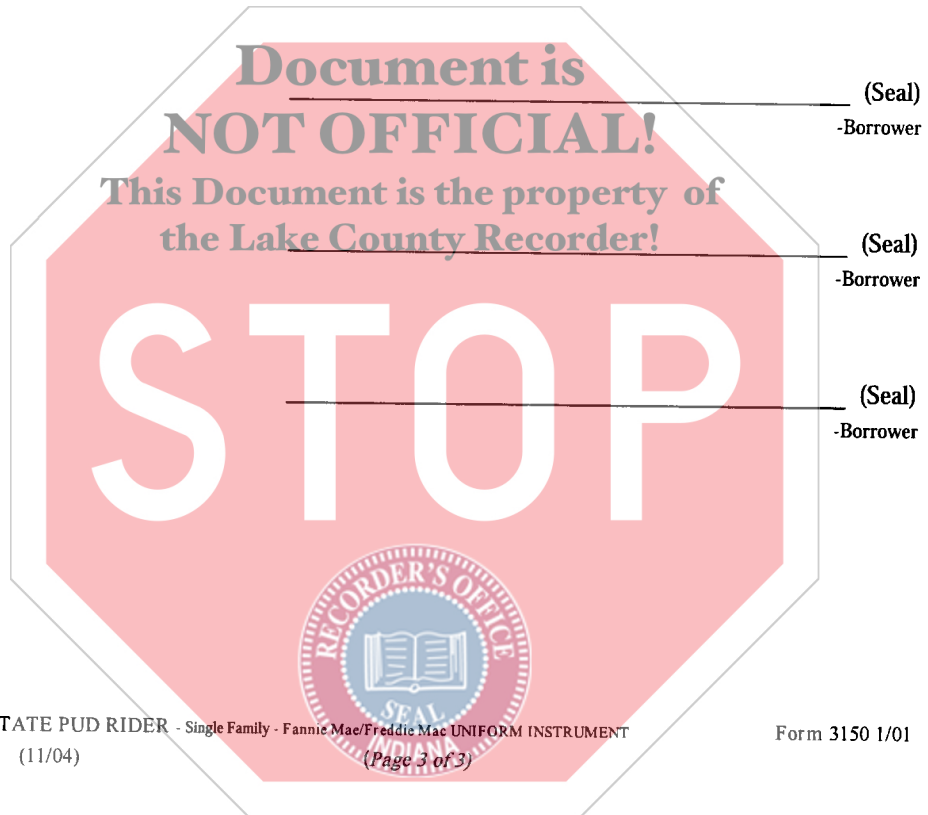 Document is
(Seal)
-Borrower
NOT OFFICIAL!
This Document is the property of
the Lake County Recorder!
(Seal)
-Borrower
STOP
(Seal)
-Borrower
RECORDER'S OFFICE
SEAL
INDIANA
TATE PUD RIDER - Single Family - Fannie Mae/Freddie Mac UNIFORM INSTRUMENT Form 3150 1/01
(11/04) (Page 3 of 3)